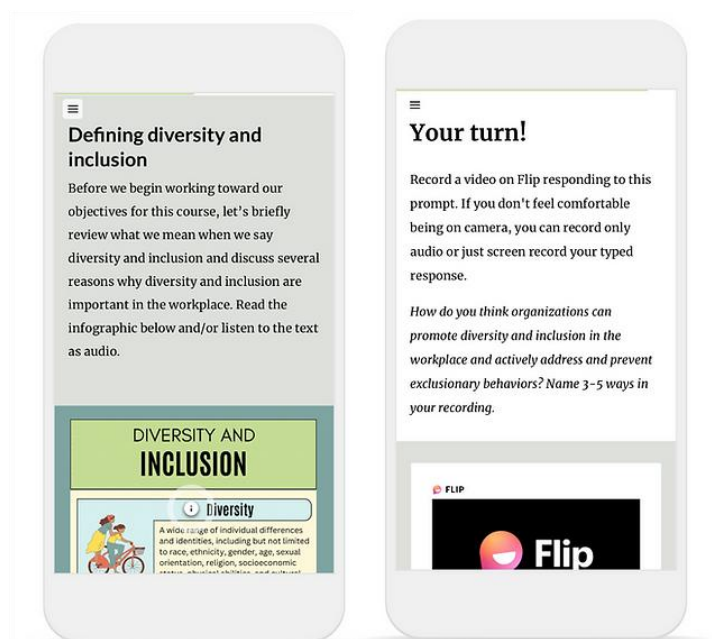 Defining diversity and
inclusion
Before we begin working toward our
objectives for this course, let's briefly
review what we mean when we say
diversity and inclusion and discuss several
reasons why diversity and inclusion are
important in the workplace. Read the
infographic below and/or listen to the text
as audio.
DIVERSITY AND
INCLUSION
Diversity
A wide range of individual differences
and identities, including but not limited
to race, ethnicity, gender, age, sexual
orientation, religion, socioeconomic
status, physical abilities, and cultural
Your turn!
Record a video on Flip responding to this
prompt. If you don't feel comfortable
being on camera, you can record only
audio or just screen record your typed
response.
How do you think organizations can
promote diversity and inclusion in the
workplace and actively address and prevent
exclusionary behaviors? Name 3-5 ways in
your recording.
FLIP
Flip